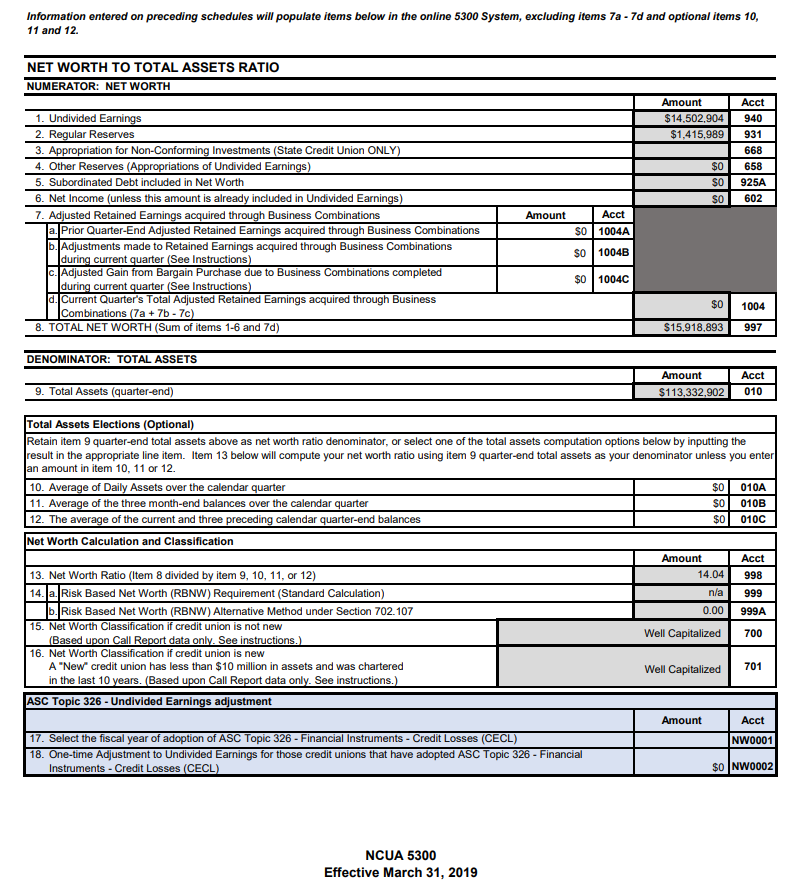 Information entered on preceding schedules will populate items below in the online 5300 System, excluding items 7a - 7d and optional items 10,
11 and 12.
NET WORTH TO TOTAL ASSETS RATIO
NUMERATOR: NET WORTH
Amount Acct
1. Undivided Earnings $14,502,904 940
2. Regular Reserves $1,415,989 931
3. Appropriation for Non-Conforming Investments (State Credit Union ONLY) 668
4. Other Reserves (Appropriations of Undivided Earnings) $0 658
5. Subordinated Debt included in Net Worth $0 925A
6. Net Income (unless this amount is already included in Undivided Earnings) $0 602
7. Adjusted Retained Earnings acquired through Business Combinations Amount Acct
a. Prior Quarter-End Adjusted Retained Earnings acquired through Business Combinations $0 1004A
b. Adjustments made to Retained Earnings acquired through Business Combinations
during current quarter (See Instructions) $0 1004B
c. Adjusted Gain from Bargain Purchase due to Business Combinations completed
during current quarter (See Instructions) $0 1004C
d. Current Quarter's Total Adjusted Retained Earnings acquired through Business
Combinations (7a + 7b - 7c) $0 1004
8. TOTAL NET WORTH (Sum of items 1-6 and 7d) $15,918,893 997
DENOMINATOR: TOTAL ASSETS
Amount Acct
9. Total Assets (quarter-end) $113,332,902 010
Total Assets Elections (Optional)
Retain item 9 quarter-end total assets above as net worth ratio denominator, or select one of the total assets computation options below by inputting the
result in the appropriate line item. Item 13 below will compute your net worth ratio using item 9 quarter-end total assets as your denominator unless you enter
an amount in item 10, 11 or 12.
10. Average of Daily Assets over the calendar quarter $0 010A
11. Average of the three month-end balances over the calendar quarter $0 010B
12. The average of the current and three preceding calendar quarter-end balances $0 010C
Net Worth Calculation and Classification
Amount Acct
13. Net Worth Ratio (Item 8 divided by item 9, 10, 11, or 12) 14.04 998
14. a. Risk Based Net Worth (RBNW) Requirement (Standard Calculation) n/a 999
b. Risk Based Net Worth (RBNW) Alternative Method under Section 702.107 0.00 999A
15. Net Worth Classification if credit union is not new
(Based upon Call Report data only. See instructions.) Well Capitalized 700
16. Net Worth Classification if credit union is new
A "New" credit union has less than $10 million in assets and was chartered
in the last 10 years. (Based upon Call Report data only. See instructions.) Well Capitalized 701
ASC Topic 326 - Undivided Earnings adjustment
Amount Acct
17. Select the fiscal year of adoption of ASC Topic 326 - Financial Instruments - Credit Losses (CECL) NW0001
18. One-time Adjustment to Undivided Earnings for those credit unions that have adopted ASC Topic 326 - Financial
Instruments - Credit Losses (CECL) $0 NW0002
NCUA 5300
Effective March 31, 2019